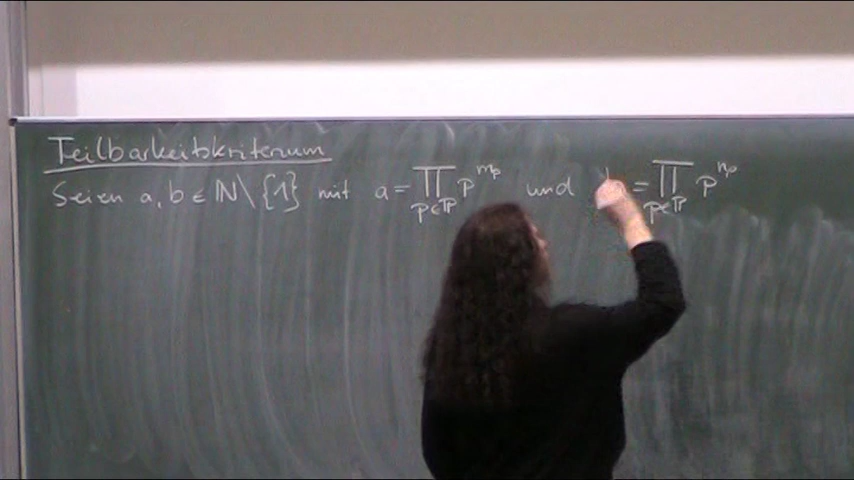 Teilbarkeitskriterium
Seien a, b ∈ ℕ \ {1} mit a = ∏_{p∈ℙ} p^{m_p} und = ∏_{p∈ℙ} p^{n_p}